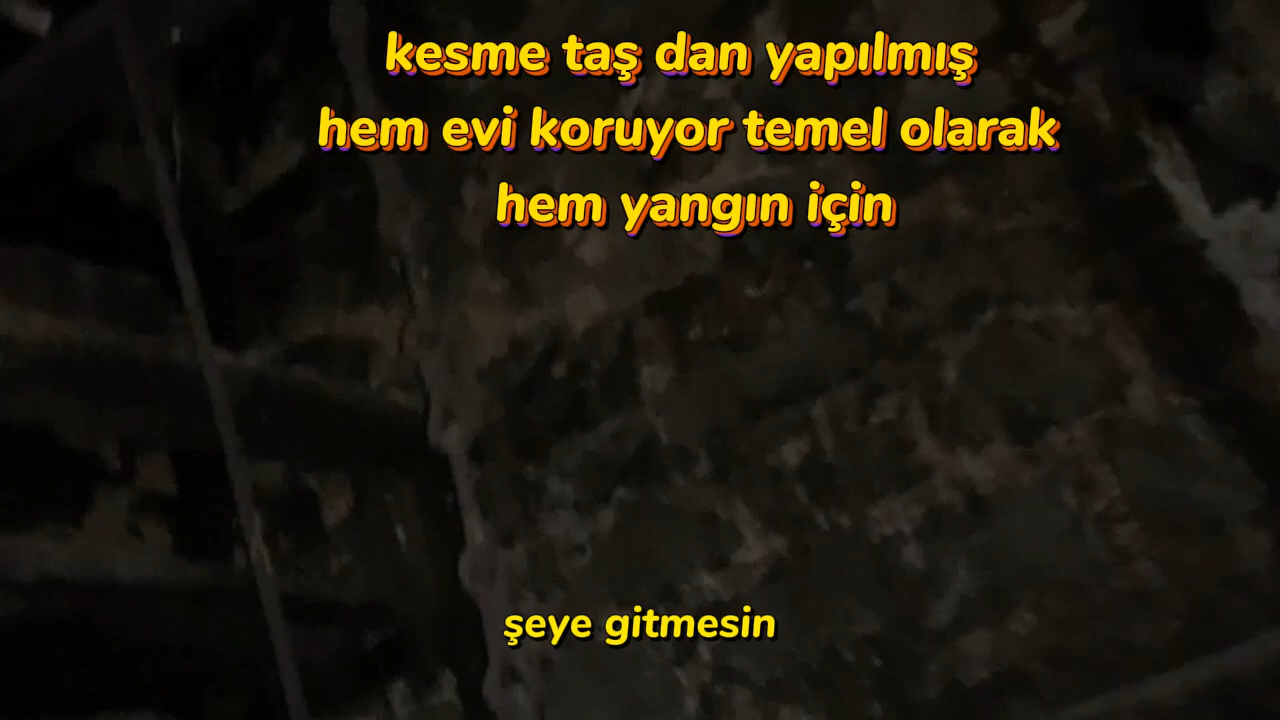 kesme taş dan yapılmış
hem evi koruyor temel olarak
hem yangın için
şeye gitmesin